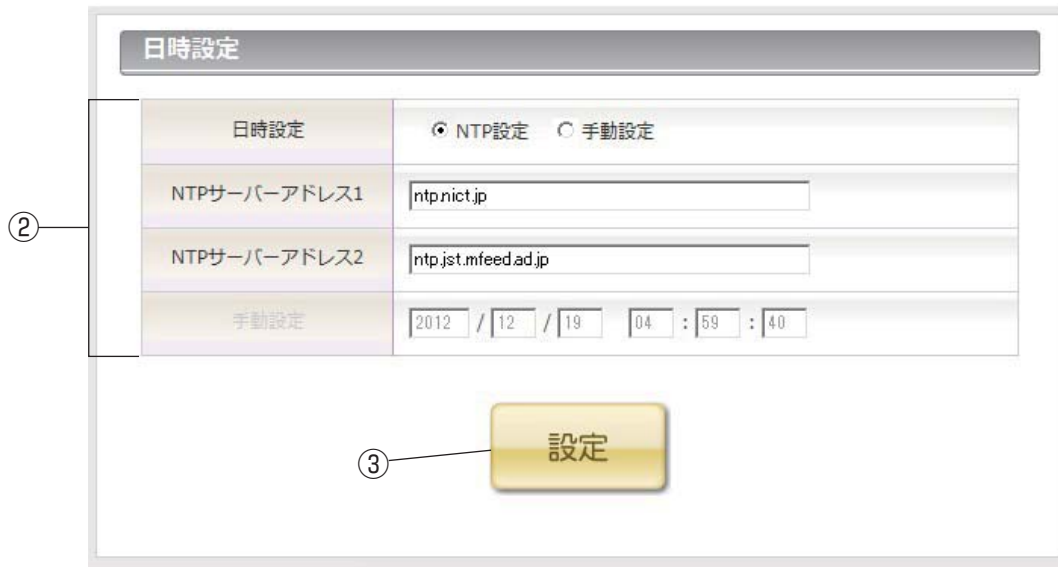 日時設定
日時設定 NTP設定 手動設定
NTPサーバーアドレス1 ntp.nict.jp
② NTPサーバーアドレス2 ntp.jst.mfeed.ad.jp
手動設定 2012 / 12 / 19 04 : 59 : 40
③ 設定